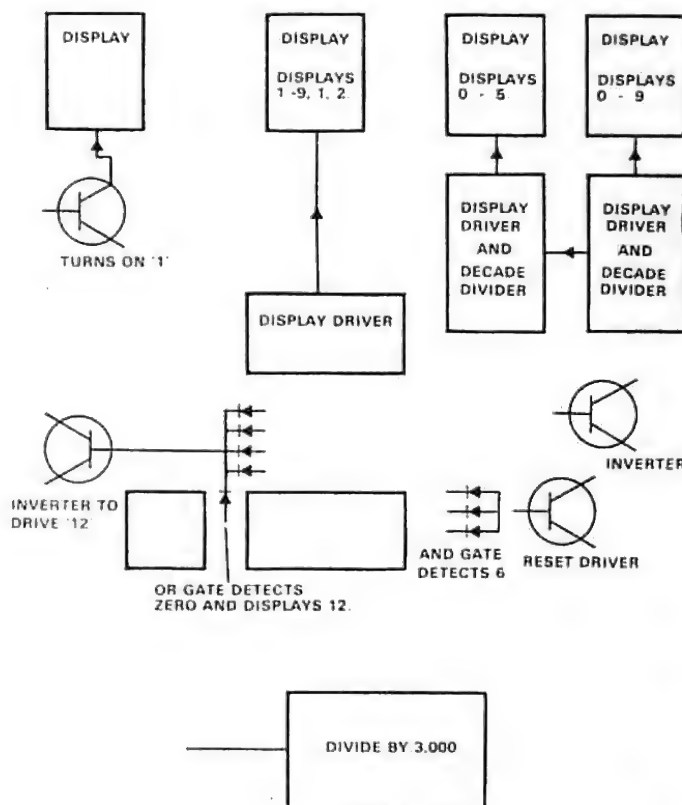 DISPLAY
DISPLAY
DISPLAYS
1 -9, 1, 2.
DISPLAY
DISPLAYS
0 - 5
DISPLAY
DISPLAYS
0 - 9
TURNS ON '1'
DISPLAY DRIVER
DISPLAY
DRIVER
AND
DECADE
DIVIDER
DISPLAY
DRIVER
AND
DECADE
DIVIDER
INVERTER TO
DRIVE '12'
INVERTER
AND GATE
DETECTS 6
RESET DRIVER
OR GATE DETECTS
ZERO AND DISPLAYS 12.
DIVIDE BY 3,000